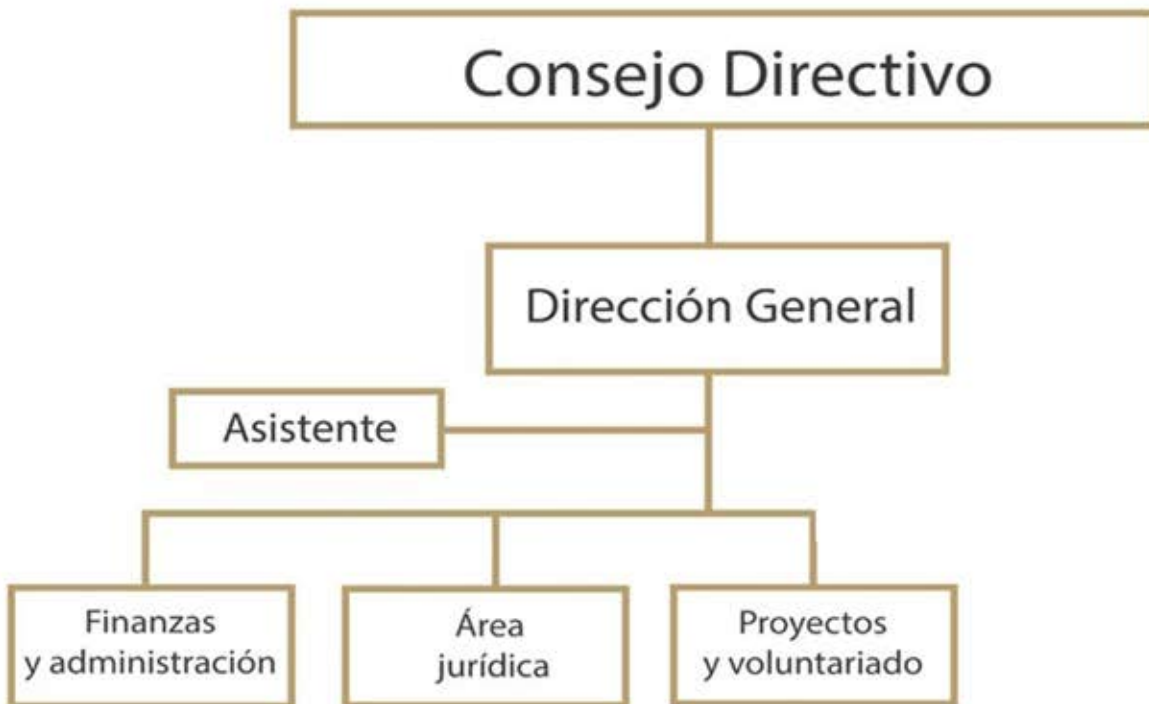 Consejo Directivo
Dirección General
Asistente
Finanzas
y administración
Área
jurídica
Proyectos
y voluntariado